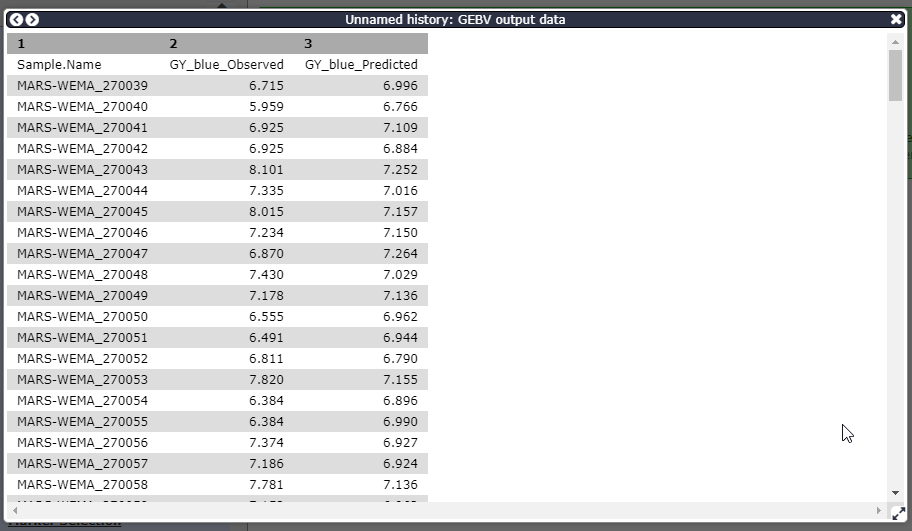 Unnamed history: GEBV output data
1 2 3
Sample.Name GY_blue_Observed GY_blue_Predicted
MARS-WEMA_270039 6.715 6.996
MARS-WEMA_270040 5.959 6.766
MARS-WEMA_270041 6.925 7.109
MARS-WEMA_270042 6.925 6.884
MARS-WEMA_270043 8.101 7.252
MARS-WEMA_270044 7.335 7.016
MARS-WEMA_270045 8.015 7.157
MARS-WEMA_270046 7.234 7.150
MARS-WEMA_270047 6.870 7.264
MARS-WEMA_270048 7.430 7.029
MARS-WEMA_270049 7.178 7.136
MARS-WEMA_270050 6.555 6.962
MARS-WEMA_270051 6.491 6.944
MARS-WEMA_270052 6.811 6.790
MARS-WEMA_270053 7.820 7.155
MARS-WEMA_270054 6.384 6.896
MARS-WEMA_270055 6.384 6.990
MARS-WEMA_270056 7.374 6.927
MARS-WEMA_270057 7.186 6.924
MARS-WEMA_270058 7.781 7.136
Marker Selection